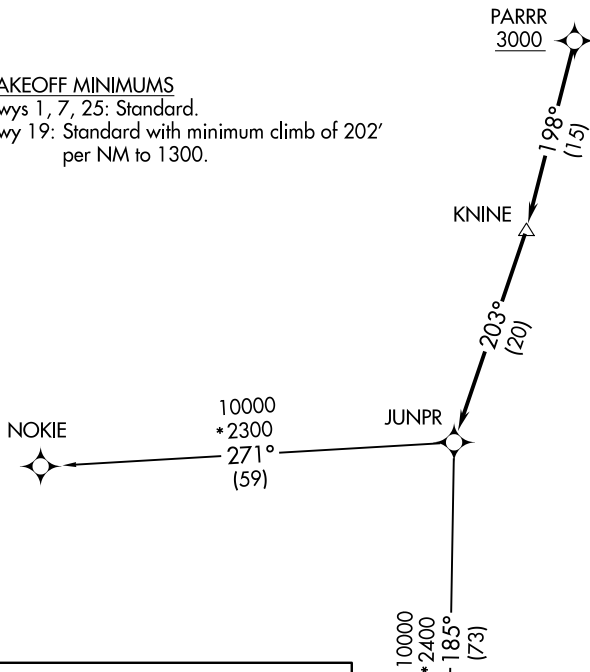 PARRR
3000
AKEOFF MINIMUMS
wys 1, 7, 25: Standard.
wy 19: Standard with minimum climb of 202'
per NM to 1300.
198°
(15)
KNINE
203°
(20)
NOKIE
10000
*2300
271°
(59)
JUNPR
10000
*2400
185°
(73)